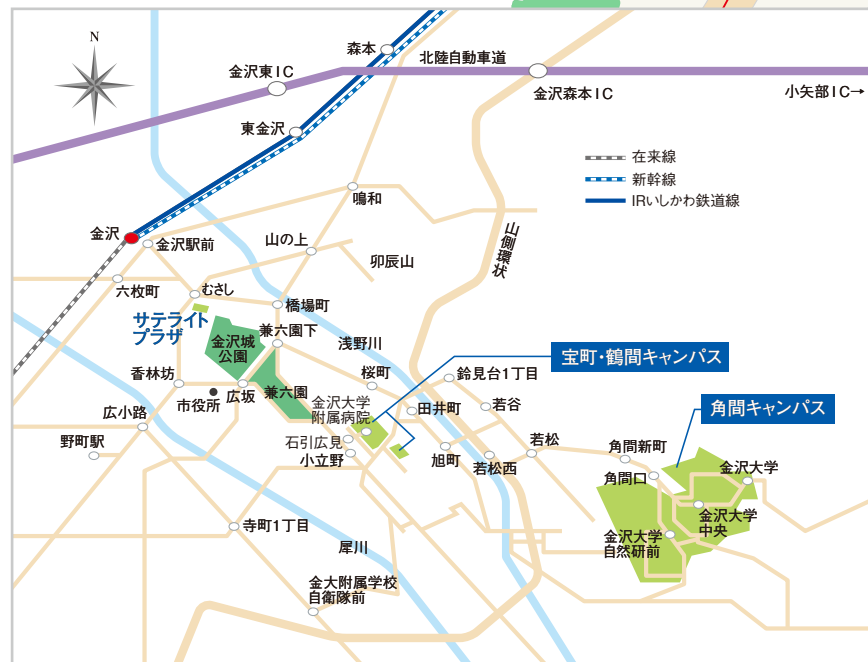 N
森本
北陸自動車道
金沢東IC
金沢森本IC
小矢部IC→
東金沢
在来線
新幹線
IRいしかわ鉄道線
鳴和
山側環状
金沢
金沢駅前
山の上
卯辰山
六枚町
むさし
橋場町
サテライト
プラザ
金沢城
公園
兼六園下
浅野川
宝町・鶴間キャンパス
香林坊
市役所
広坂
兼六園
桜町
鈴見台1丁目
金沢大学
附属病院
田井町
若谷
角間キャンパス
広小路
野町駅
石引広見
小立野
旭町
若松西
若松
角間新町
角間口
金沢大学
金沢大学
中央
金沢大学
自然研前
寺町1丁目
犀川
金大附属学校
自衛隊前